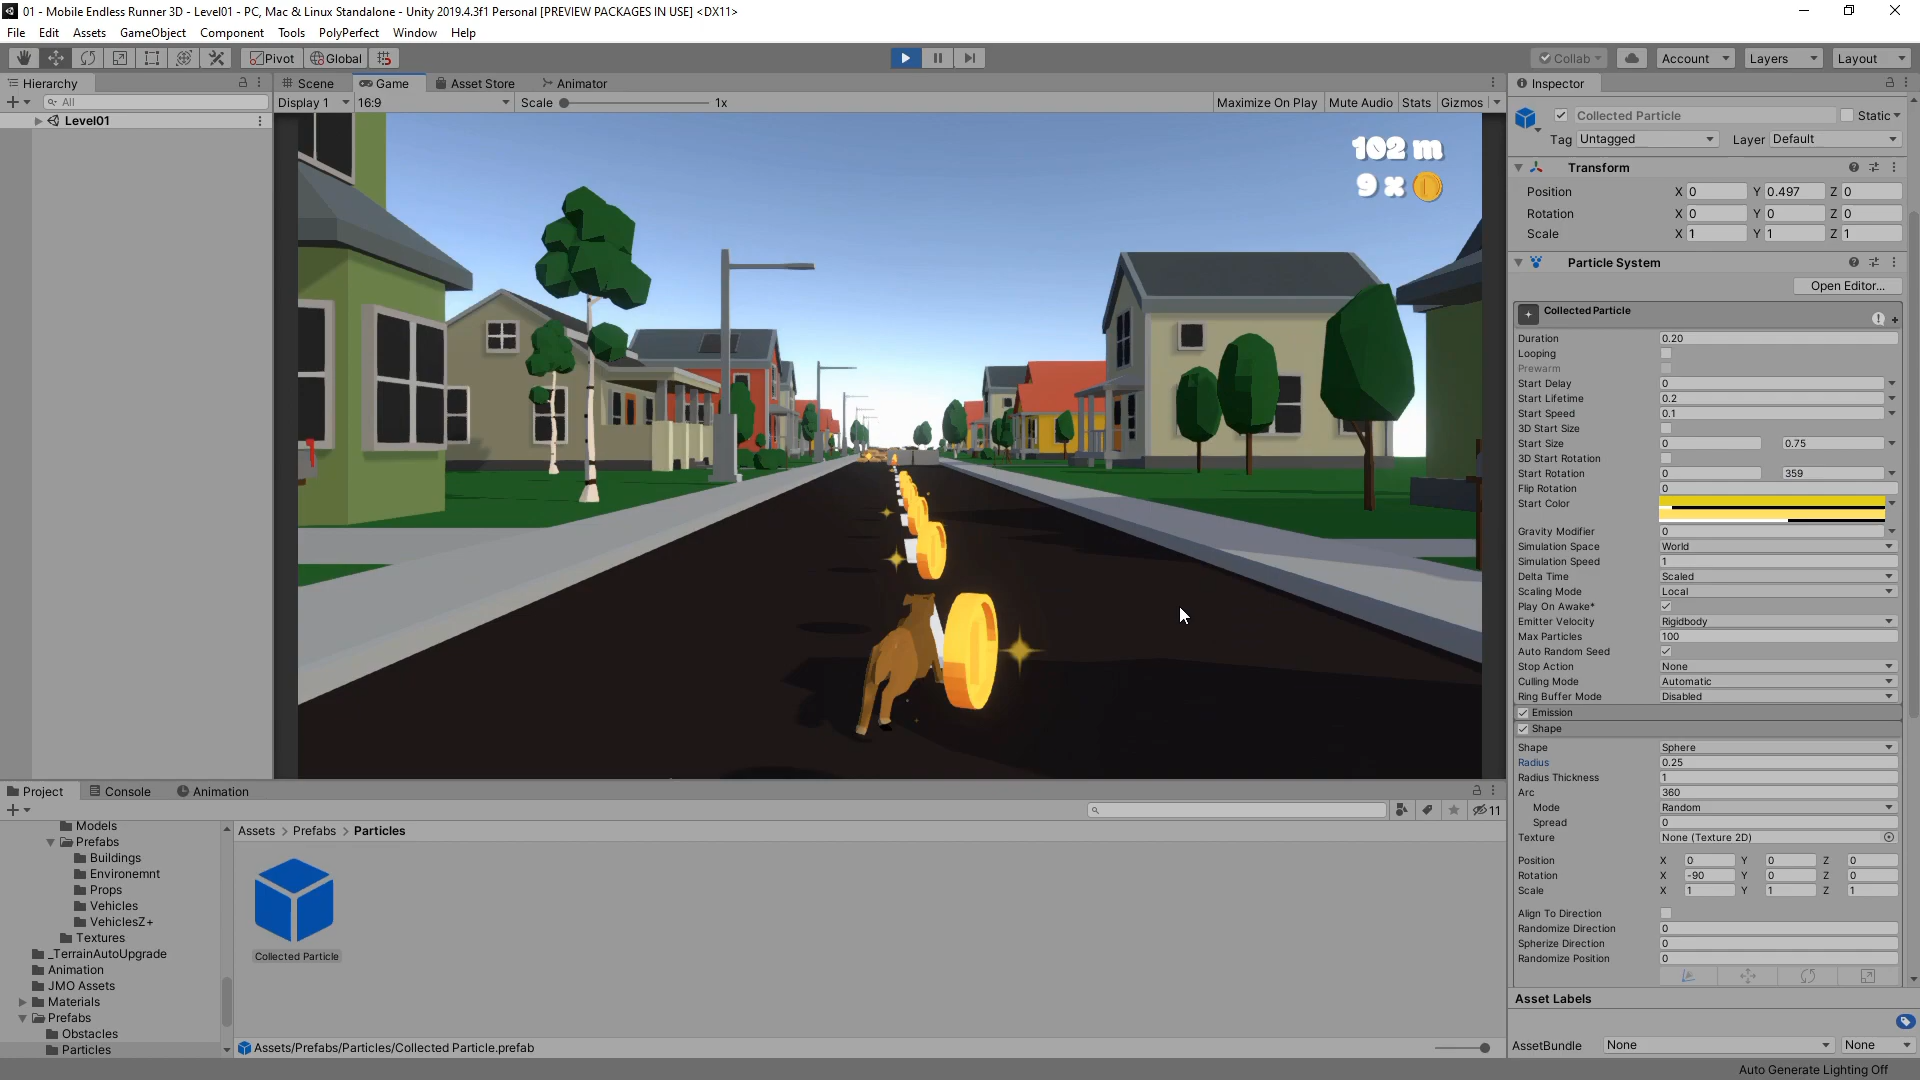 01 - Mobile Endless Runner 3D - Level01 - PC, Mac & Linux Standalone - Unity 2019.4.3f1 Personal [PREVIEW PACKAGES IN USE] <DX11>
File Edit Assets GameObject Component Tools PolyPerfect Window Help
Pivot Global Collab Account Layers Layout
Hierarchy Scene Game Asset Store Animator Inspector
All Display 1 16:9 Scale 1x Maximize On Play Mute Audio Stats Gizmos
Level01
Collected Particle Static
Tag Untagged Layer Default
102 m
9 x
Transform
Position X 0 Y 0.497 Z 0
Rotation X 0 Y 0 Z 0
Scale X 1 Y 1 Z 1
Particle System
Open Editor...
Collected Particle
Duration 0.20
Looping
Prewarm
Start Delay 0
Start Lifetime 0.2
Start Speed 0.1
3D Start Size
Start Size 0 0.75
3D Start Rotation
Start Rotation 0 359
Flip Rotation 0
Start Color
Gravity Modifier 0
Simulation Space World
Simulation Speed 1
Delta Time Scaled
Scaling Mode Local
Play On Awake*
Emitter Velocity Rigidbody
Max Particles 100
Auto Random Seed
Stop Action None
Culling Mode Automatic
Ring Buffer Mode Disabled
Emission
Shape
Shape Sphere
Radius 0.25
Radius Thickness 1
Arc 360
Mode Random
Spread 0
Texture None (Texture 2D)
Position X 0 Y 0 Z 0
Rotation X -90 Y 0 Z 0
Scale X 1 Y 1 Z 1
Align To Direction
Randomize Direction 0
Spherize Direction 0
Randomize Position 0
Asset Labels
AssetBundle None None
Project Console Animation
11
Models
Prefabs
Buildings
Environemnt
Props
Vehicles
VehiclesZ+
Textures
_TerrainAutoUpgrade
Animation
JMO Assets
Materials
Prefabs
Obstacles
Particles
Assets > Prefabs > Particles
Collected Particle
Assets/Prefabs/Particles/Collected Particle.prefab
Auto Generate Lighting Off